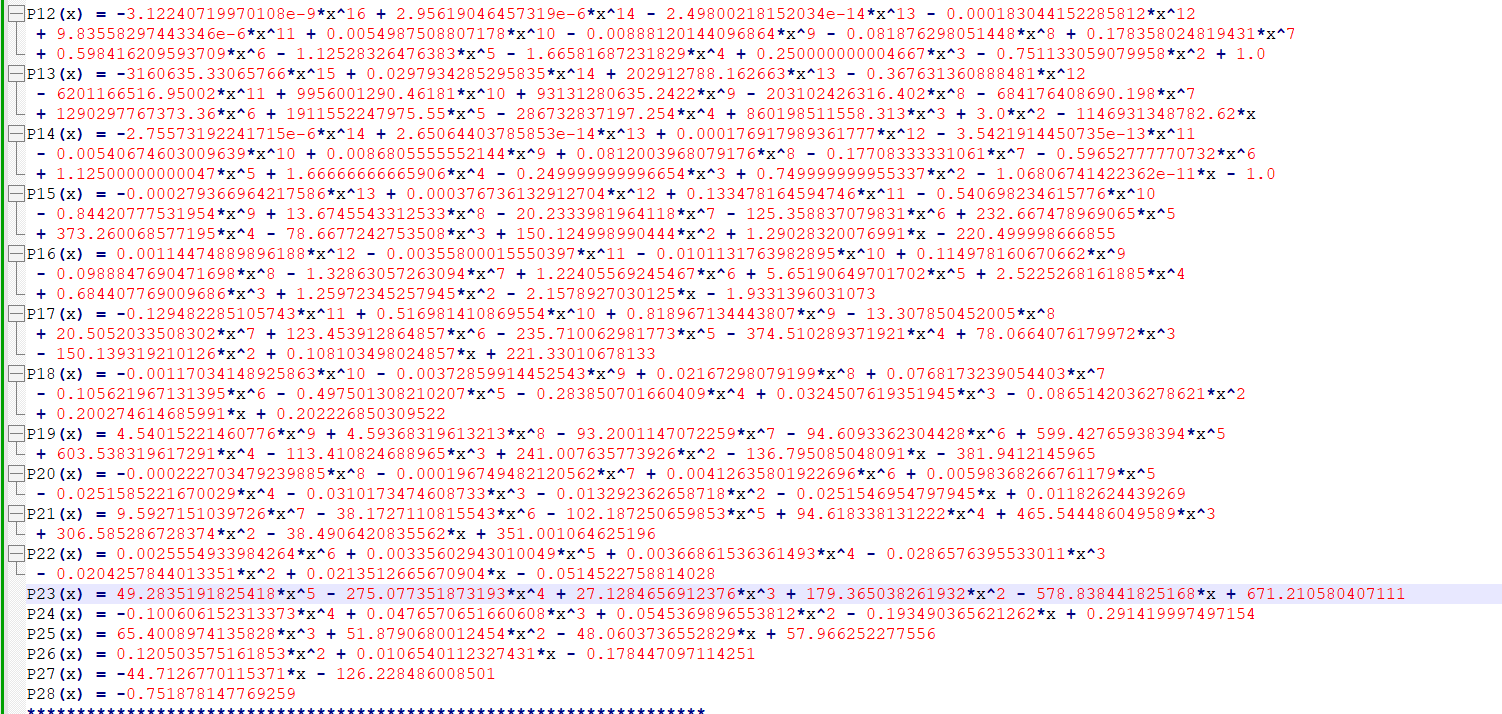 P12(x) = -3.12240719970108e-9*x^16 + 2.95619046457319e-6*x^14 - 2.49800218152034e-14*x^13 - 0.000183044152285812*x^12
+ 9.83558297443346e-6*x^11 + 0.0054987508807178*x^10 - 0.00888120144096864*x^9 - 0.081876298051448*x^8 + 0.178358024819431*x^7
+ 0.598416209593709*x^6 - 1.12528326476383*x^5 - 1.66581687231829*x^4 + 0.250000000004667*x^3 - 0.751133059079958*x^2 + 1.0
P13(x) = -3160635.33065766*x^15 + 0.0297934285295835*x^14 + 202912788.162663*x^13 - 0.367631360888481*x^12
- 6201166516.95002*x^11 + 9956001290.46181*x^10 + 93131280635.2422*x^9 - 203102426316.402*x^8 - 684176408690.198*x^7
+ 1290297767373.36*x^6 + 1911552247975.55*x^5 - 286732837197.254*x^4 + 860198511558.313*x^3 + 3.0*x^2 - 1146931348782.62*x
P14(x) = -2.75573192241715e-6*x^14 + 2.65064403785853e-14*x^13 + 0.000176917989361777*x^12 - 3.5421914450735e-13*x^11
- 0.00540674603009639*x^10 + 0.0086805555552144*x^9 + 0.0812003968079176*x^8 - 0.17708333331061*x^7 - 0.59652777770732*x^6
+ 1.12500000000047*x^5 + 1.66666666665906*x^4 - 0.249999999996654*x^3 + 0.749999999955337*x^2 - 1.06806741422362e-11*x - 1.0
P15(x) = -0.000279366964217586*x^13 + 0.000376736132912704*x^12 + 0.133478164594746*x^11 - 0.540698234615776*x^10
- 0.84420777531954*x^9 + 13.6745543312533*x^8 - 20.2333981964118*x^7 - 125.358837079831*x^6 + 232.667478969065*x^5
+ 373.260068577195*x^4 - 78.6677242753508*x^3 + 150.124998990444*x^2 + 1.29028320076991*x - 220.499998666855
P16(x) = 0.00114474889896188*x^12 - 0.00355800015550397*x^11 - 0.0101131763982895*x^10 + 0.114978160670662*x^9
- 0.0988847690471698*x^8 - 1.32863057263094*x^7 + 1.22405569245467*x^6 + 5.65190649701702*x^5 + 2.5225268161885*x^4
+ 0.684407769009686*x^3 + 1.25972345257945*x^2 - 2.1578927030125*x - 1.9331396031073
P17(x) = -0.129482285105743*x^11 + 0.516981410869554*x^10 + 0.818967134443807*x^9 - 13.307850452005*x^8
+ 20.5052033508302*x^7 + 123.453912864857*x^6 - 235.710062981773*x^5 - 374.510289371921*x^4 + 78.0664076179972*x^3
- 150.139319210126*x^2 + 0.108103498024857*x + 221.33010678133
P18(x) = -0.00117034148925863*x^10 - 0.00372859914452543*x^9 + 0.02167298079199*x^8 + 0.0768173239054403*x^7
- 0.105621967131395*x^6 - 0.497501308210207*x^5 - 0.283850701660409*x^4 + 0.0324507619351945*x^3 - 0.0865142036278621*x^2
+ 0.200274614685991*x + 0.202226850309522
P19(x) = 4.54015221460776*x^9 + 4.59368319613213*x^8 - 93.2001147072259*x^7 - 94.6093362304428*x^6 + 599.42765938394*x^5
+ 603.538319617291*x^4 - 113.410824688965*x^3 + 241.007635773926*x^2 - 136.795085048091*x - 381.9412145965
P20(x) = -0.000222703479239885*x^8 - 0.000196749482120562*x^7 + 0.00412635801922696*x^6 + 0.00598368266761179*x^5
- 0.0251585221670029*x^4 - 0.0310173474608733*x^3 - 0.013292362658718*x^2 - 0.0251546954797945*x + 0.01182624439269
P21(x) = 9.5927151039726*x^7 - 38.1727110815543*x^6 - 102.187250659853*x^5 + 94.618338131222*x^4 + 465.544486049589*x^3
+ 306.585286728374*x^2 - 38.4906420835562*x + 351.001064625196
P22(x) = 0.0025554933984264*x^6 + 0.00335602943010049*x^5 + 0.00366861536361493*x^4 - 0.0286576395533011*x^3
- 0.0204257844013351*x^2 + 0.0213512665670904*x - 0.0514522758814028
P23(x) = 49.2835191825418*x^5 - 275.077351873193*x^4 + 27.1284656912376*x^3 + 179.365038261932*x^2 - 578.838441825168*x + 671.210580407111
P24(x) = -0.100606152313373*x^4 + 0.0476570651660608*x^3 + 0.0545369896553812*x^2 - 0.193490365621262*x + 0.291419997497154
P25(x) = 65.4008974135828*x^3 + 51.8790680012454*x^2 - 48.0603736552829*x + 57.966252277556
P26(x) = 0.120503575161853*x^2 + 0.0106540112327431*x - 0.178447097114251
P27(x) = -44.7126770115371*x - 126.228486008501
P28(x) = -0.751878147769259
********************************************************************